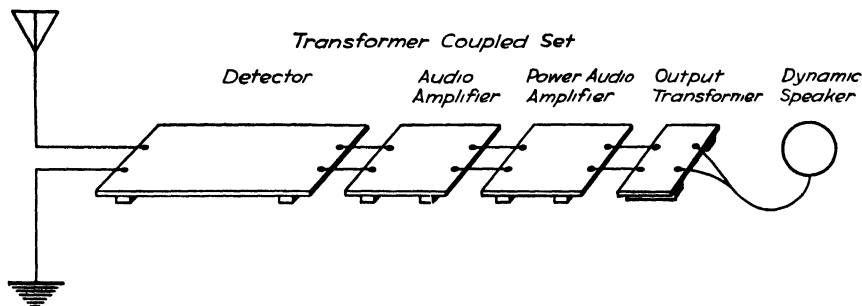 Transformer Coupled Set
Detector
Audio
Amplifier
Power Audio
Amplifier
Output
Transformer
Dynamic
Speaker